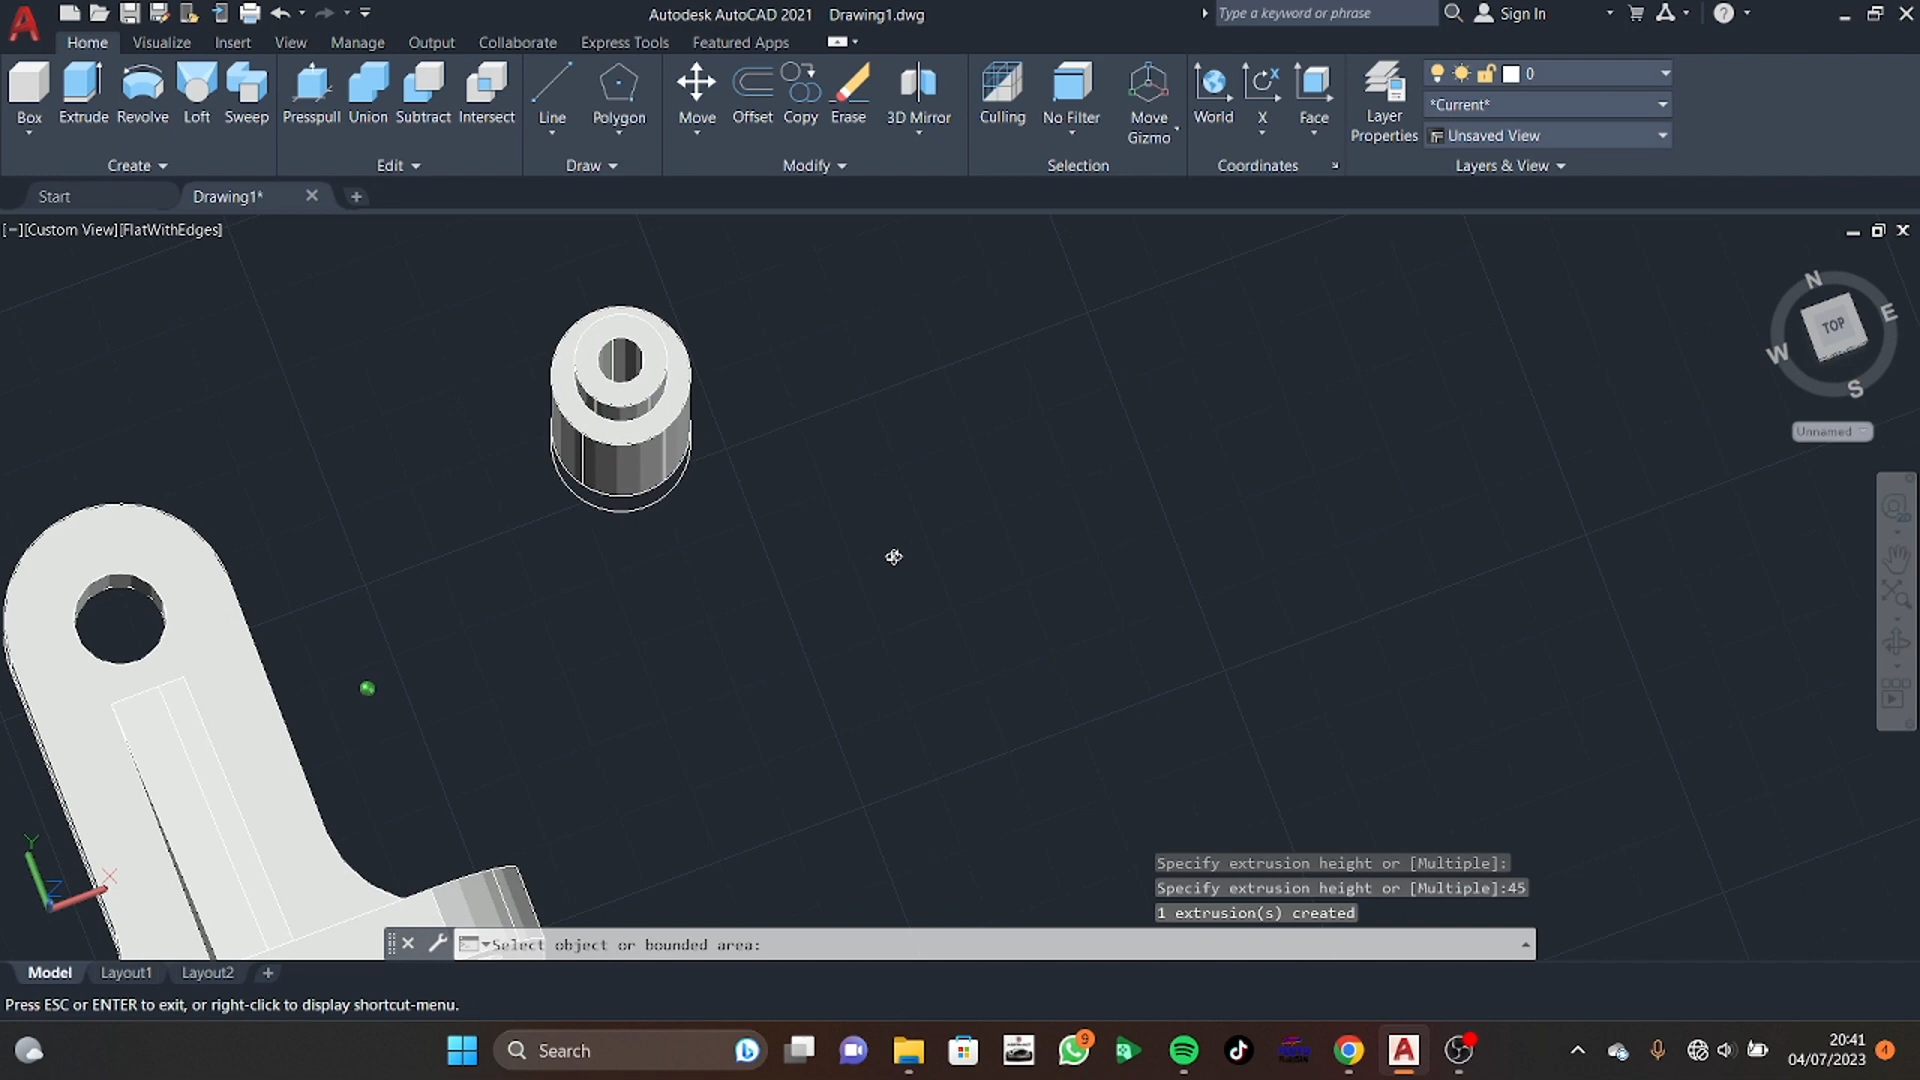 Autodesk AutoCAD 2021 Drawing1.dwg
Type a keyword or phrase
Sign In
Home Visualize Insert View Manage Output Collaborate Express Tools Featured Apps
Box Extrude Revolve Loft Sweep Presspull Union Subtract Intersect Line Polygon Move Offset Copy Erase 3D Mirror Culling No Filter Move Gizmo World X Face Layer Properties
0
*Current*
Unsaved View
Create Edit Draw Modify Selection Coordinates Layers & View
Start Drawing1*
[−][Custom View][FlatWithEdges]
N
E
TOP
W
S
Unnamed
Y
X
Z
Specify extrusion height or [Multiple]:
Specify extrusion height or [Multiple]:45
1 extrusion(s) created
Select object or bounded area:
Model Layout1 Layout2
Press ESC or ENTER to exit, or right-click to display shortcut-menu.
Search
9
20:41
04/07/2023
4